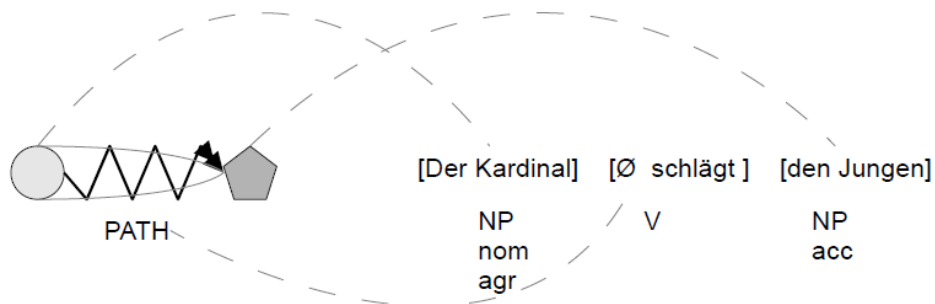 [Der Kardinal] [Ø schlägt ] [den Jungen]
NP V NP
nom acc
agr
PATH